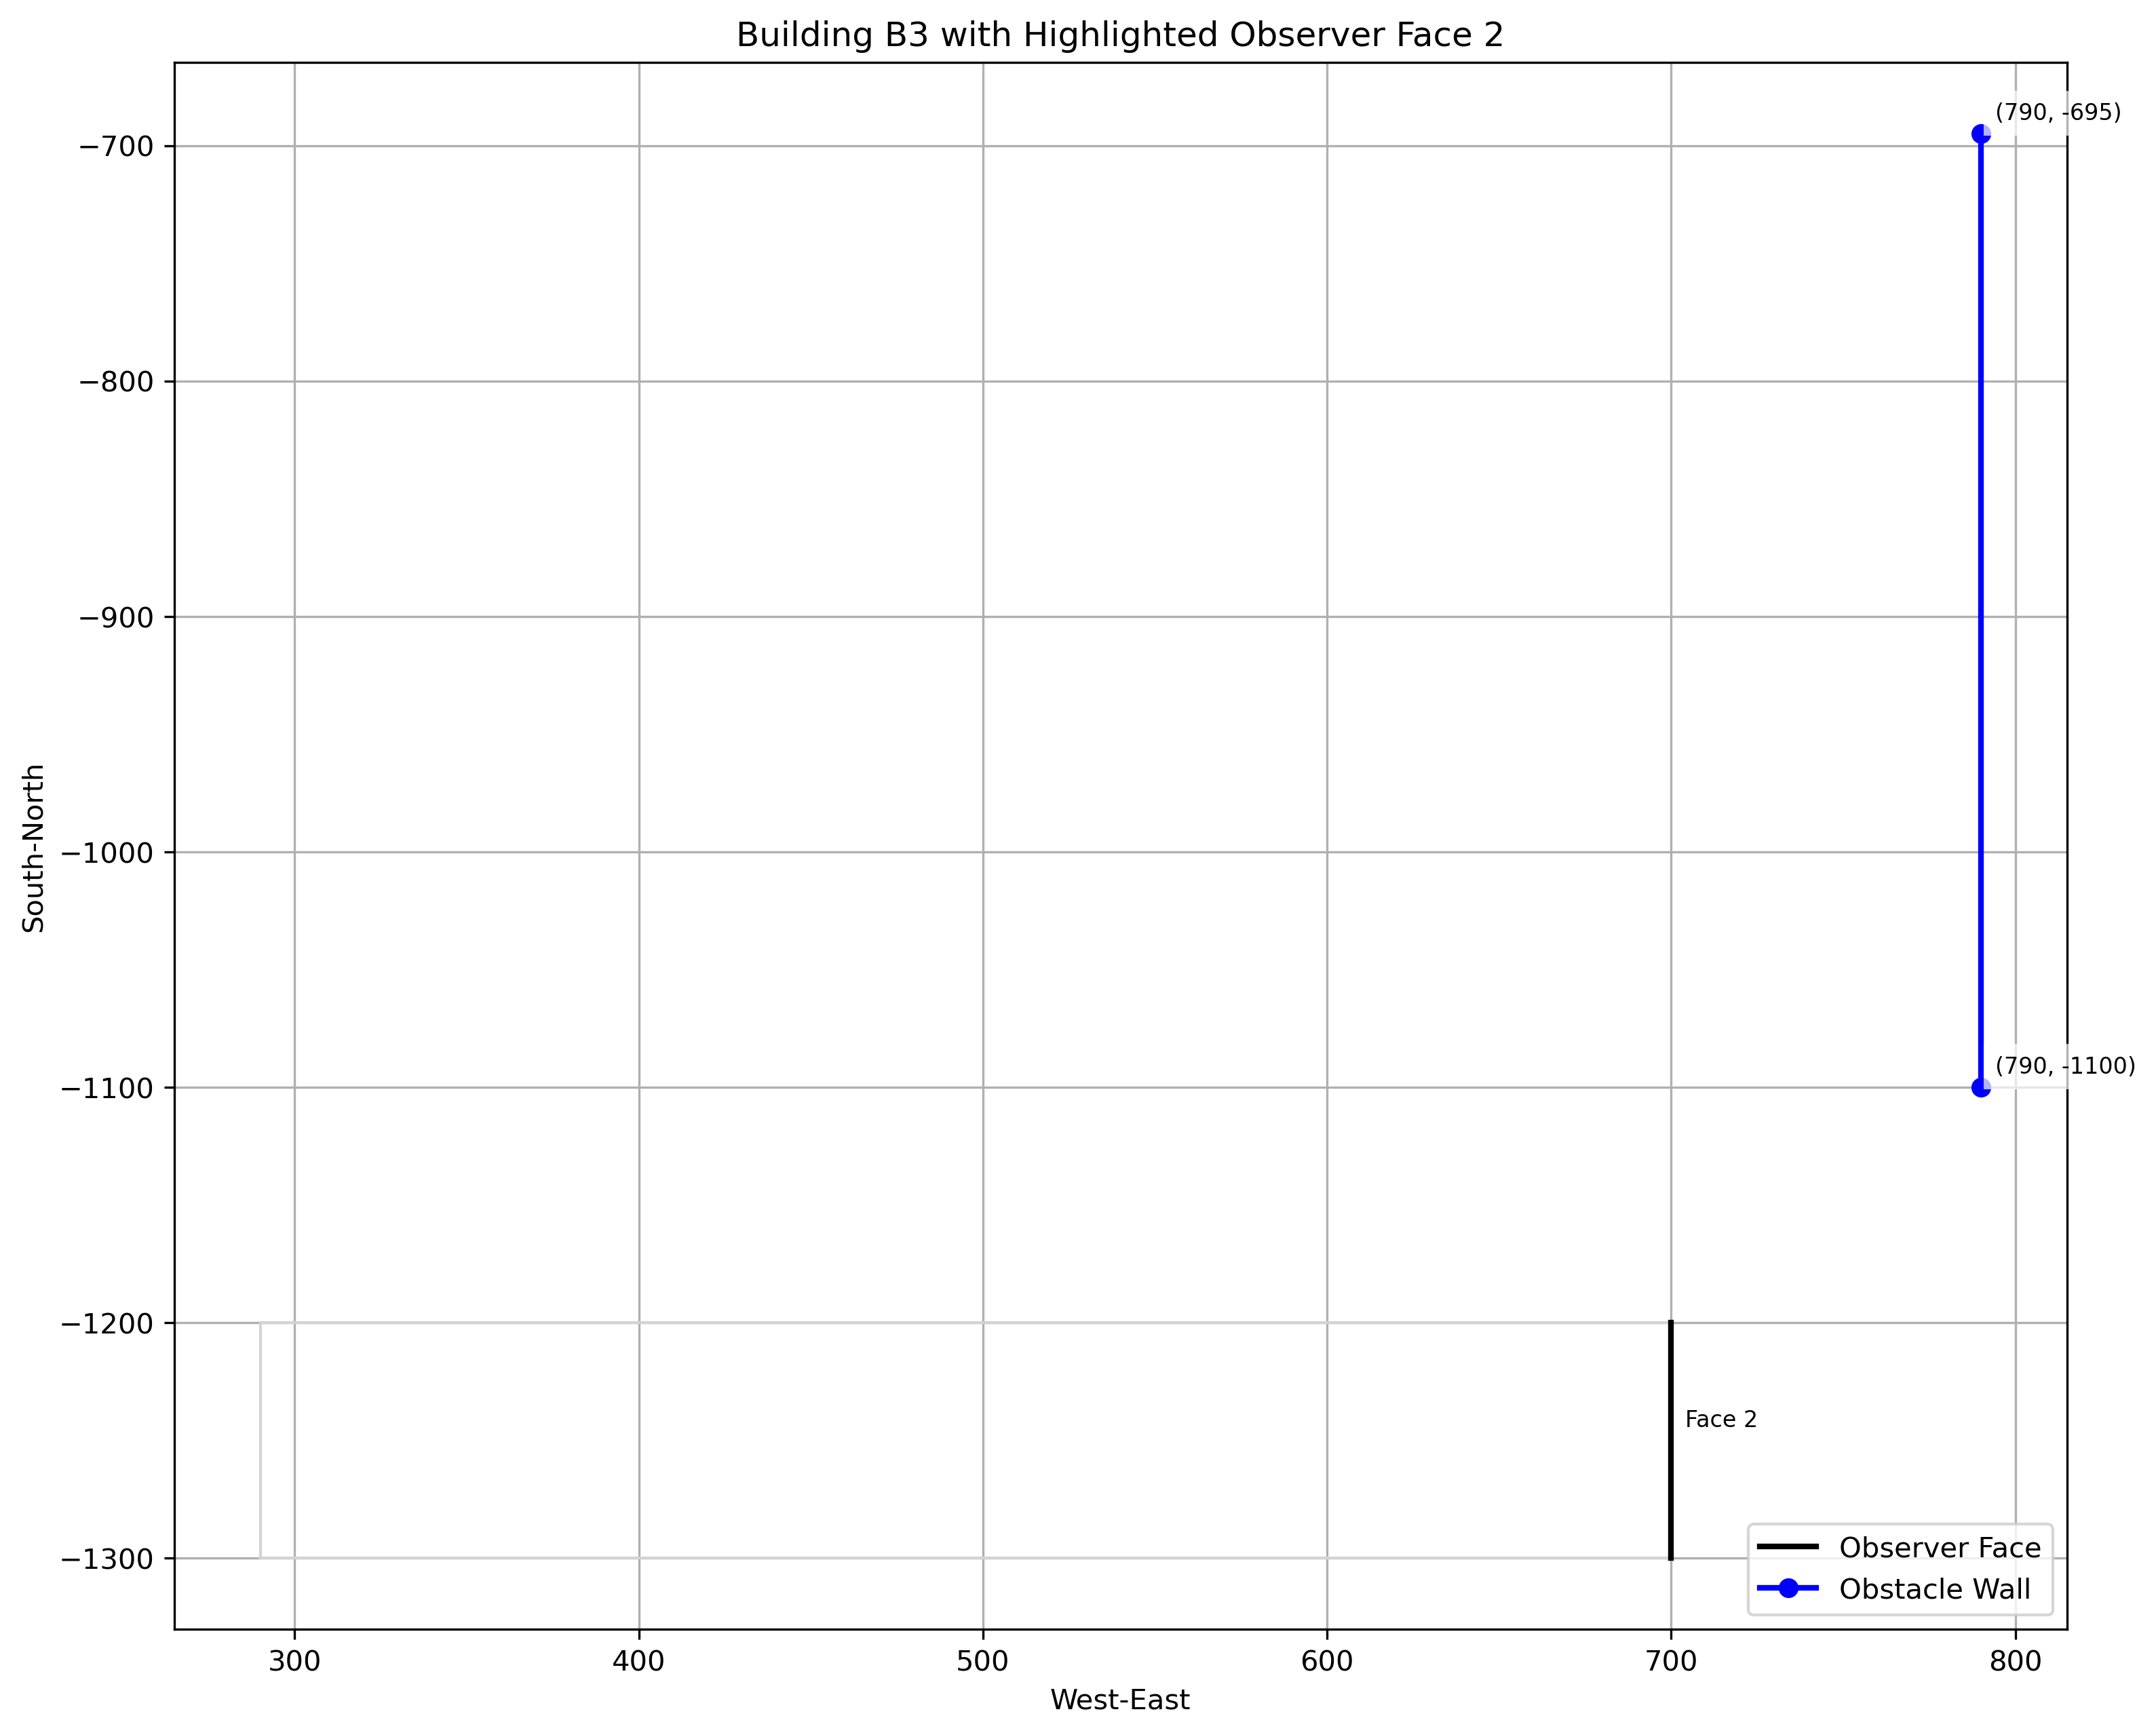 Building B3 with Highlighted Observer Face 2
(790, -695)
−700
−800
−900
−1000
(790, -1100)
−1100
−1200
Face 2
−1300
Observer Face
Obstacle Wall
300
400
500
600
700
800
West-East
South-North